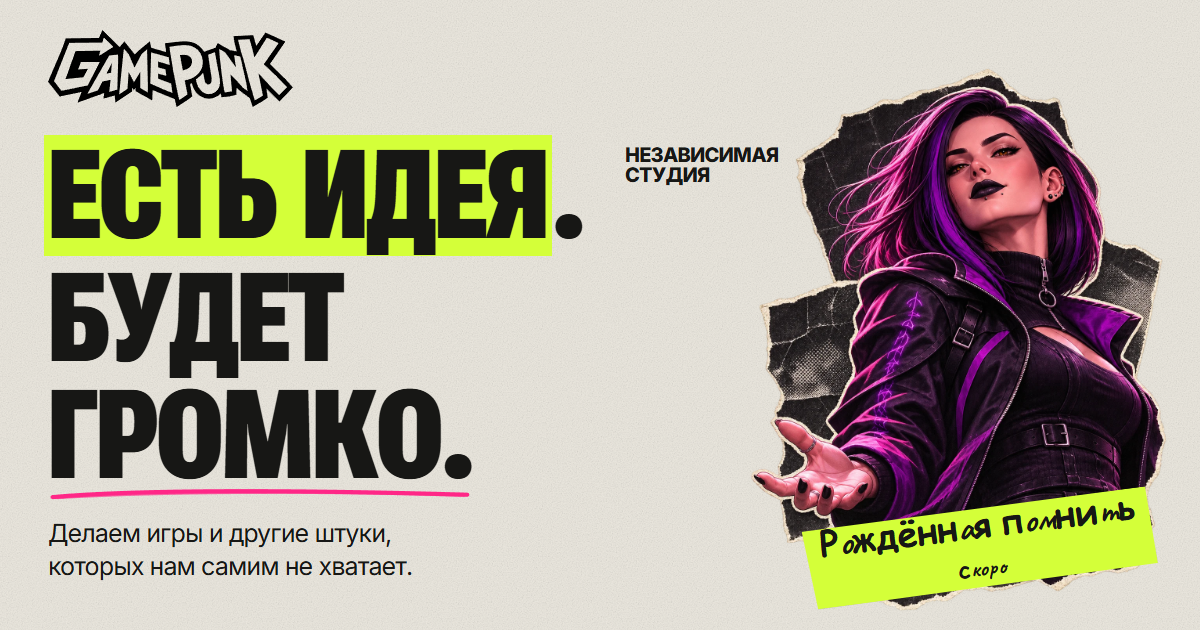 GAMEPUNK
ЕСТЬ ИДЕЯ.
БУДЕТ
ГРОМКО.
Делаем игры и другие штуки,
которых нам самим не хватает.
НЕЗАВИСИМАЯ
СТУДИЯ
Рождённая помнить
скоро